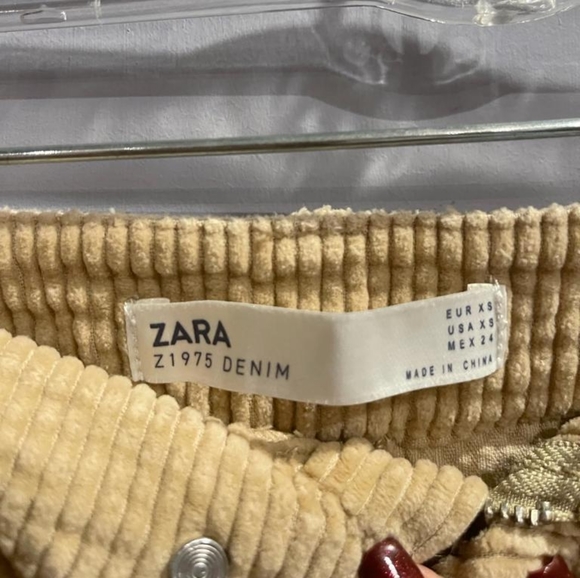 ZARA
Z1975 DENIM
EUR XS
USA XS
MEX 24
MADE IN CHINA